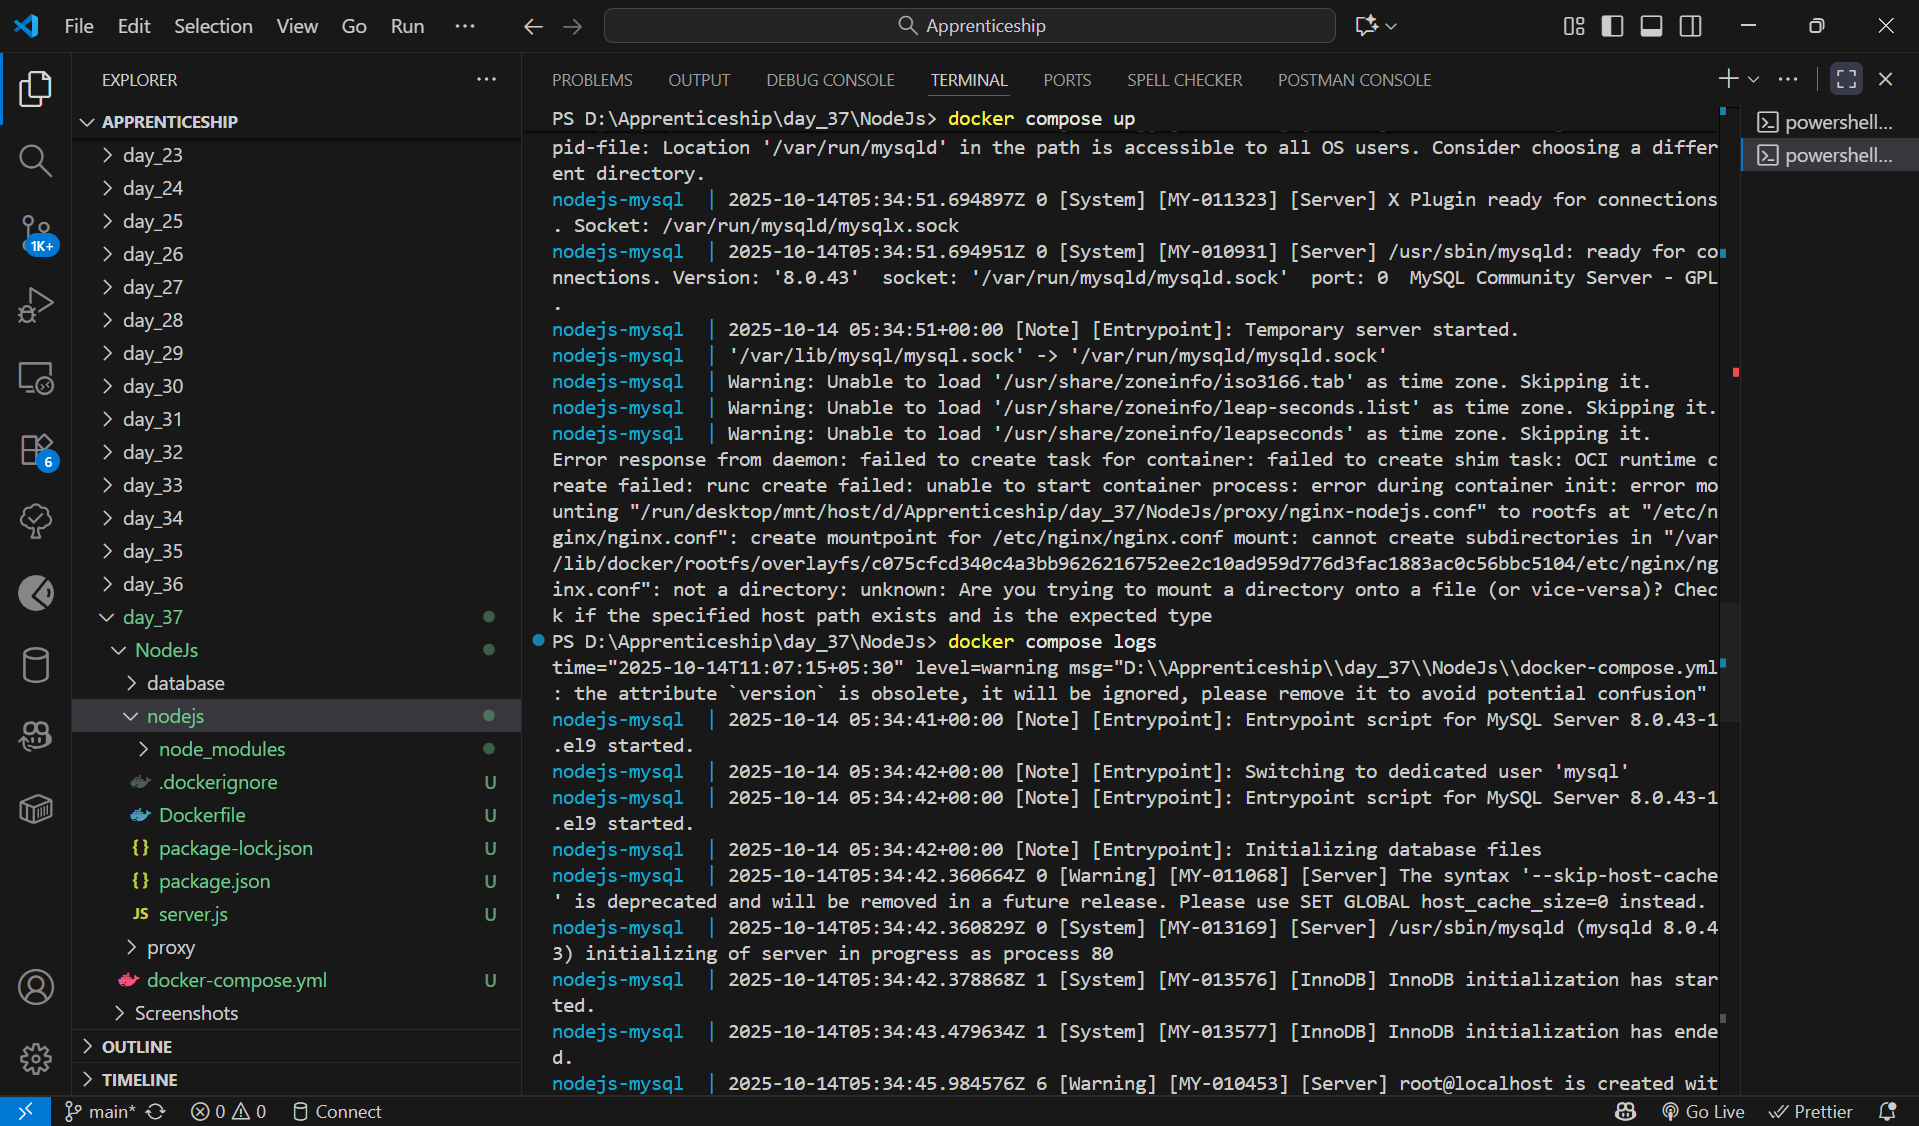 File Edit Selection View Go Run ··· Apprenticeship
EXPLORER ···
APPRENTICESHIP
day_23
day_24
day_25
day_26
day_27
day_28
day_29
day_30
day_31
day_32
day_33
day_34
day_35
day_36
day_37
NodeJs
database
nodejs
node_modules
.dockerignore U
Dockerfile U
{} package-lock.json U
{} package.json U
JS server.js U
proxy
docker-compose.yml U
Screenshots
OUTLINE
TIMELINE
1K+
6
PROBLEMS OUTPUT DEBUG CONSOLE TERMINAL PORTS SPELL CHECKER POSTMAN CONSOLE
PS D:\Apprenticeship\day_37\NodeJs> docker compose up
pid-file: Location '/var/run/mysqld' in the path is accessible to all OS users. Consider choosing a differ
ent directory.
nodejs-mysql | 2025-10-14T05:34:51.694897Z 0 [System] [MY-011323] [Server] X Plugin ready for connections
. Socket: /var/run/mysqld/mysqlx.sock
nodejs-mysql | 2025-10-14T05:34:51.694951Z 0 [System] [MY-010931] [Server] /usr/sbin/mysqld: ready for co
nnections. Version: '8.0.43' socket: '/var/run/mysqld/mysqld.sock' port: 0 MySQL Community Server - GPL
.
nodejs-mysql | 2025-10-14 05:34:51+00:00 [Note] [Entrypoint]: Temporary server started.
nodejs-mysql | '/var/lib/mysql/mysql.sock' -> '/var/run/mysqld/mysqld.sock'
nodejs-mysql | Warning: Unable to load '/usr/share/zoneinfo/iso3166.tab' as time zone. Skipping it.
nodejs-mysql | Warning: Unable to load '/usr/share/zoneinfo/leap-seconds.list' as time zone. Skipping it.
nodejs-mysql | Warning: Unable to load '/usr/share/zoneinfo/leapseconds' as time zone. Skipping it.
Error response from daemon: failed to create task for container: failed to create shim task: OCI runtime c
reate failed: runc create failed: unable to start container process: error during container init: error mo
unting "/run/desktop/mnt/host/d/Apprenticeship/day_37/NodeJs/proxy/nginx-nodejs.conf" to rootfs at "/etc/n
ginx/nginx.conf": create mountpoint for /etc/nginx/nginx.conf mount: cannot create subdirectories in "/var
/lib/docker/rootfs/overlayfs/c075cfcd340c4a3bb9626216752ee2c10ad959d776d3fac1883ac0c56bbc5104/etc/nginx/ng
inx.conf": not a directory: unknown: Are you trying to mount a directory onto a file (or vice-versa)? Chec
k if the specified host path exists and is the expected type
PS D:\Apprenticeship\day_37\NodeJs> docker compose logs
time="2025-10-14T11:07:15+05:30" level=warning msg="D:\\Apprenticeship\\day_37\\NodeJs\\docker-compose.yml
: the attribute `version` is obsolete, it will be ignored, please remove it to avoid potential confusion"
nodejs-mysql | 2025-10-14 05:34:41+00:00 [Note] [Entrypoint]: Entrypoint script for MySQL Server 8.0.43-1
.el9 started.
nodejs-mysql | 2025-10-14 05:34:42+00:00 [Note] [Entrypoint]: Switching to dedicated user 'mysql'
nodejs-mysql | 2025-10-14 05:34:42+00:00 [Note] [Entrypoint]: Entrypoint script for MySQL Server 8.0.43-1
.el9 started.
nodejs-mysql | 2025-10-14 05:34:42+00:00 [Note] [Entrypoint]: Initializing database files
nodejs-mysql | 2025-10-14T05:34:42.360664Z 0 [Warning] [MY-011068] [Server] The syntax '--skip-host-cache
' is deprecated and will be removed in a future release. Please use SET GLOBAL host_cache_size=0 instead.
nodejs-mysql | 2025-10-14T05:34:42.360829Z 0 [System] [MY-013169] [Server] /usr/sbin/mysqld (mysqld 8.0.4
3) initializing of server in progress as process 80
nodejs-mysql | 2025-10-14T05:34:42.378868Z 1 [System] [MY-013576] [InnoDB] InnoDB initialization has star
ted.
nodejs-mysql | 2025-10-14T05:34:43.479634Z 1 [System] [MY-013577] [InnoDB] InnoDB initialization has ende
d.
nodejs-mysql | 2025-10-14T05:34:45.984576Z 6 [Warning] [MY-010453] [Server] root@localhost is created wit
powershell...
powershell...
main* 0 0 Connect Go Live Prettier